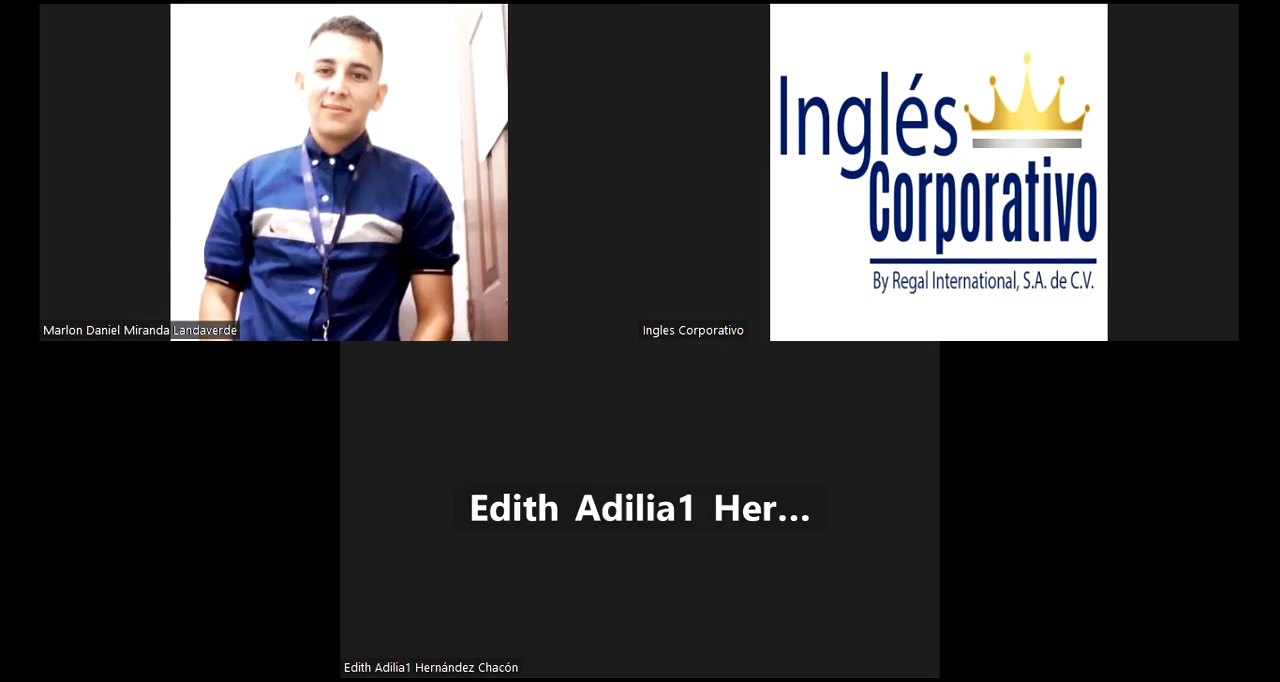 Inglés
Corporativo
By Regal International, S.A. de C.V.
Marlon Daniel Miranda Landaverde
Ingles Corporativo
Edith Adilia1 Her...
Edith Adilia1 Hernández Chacón